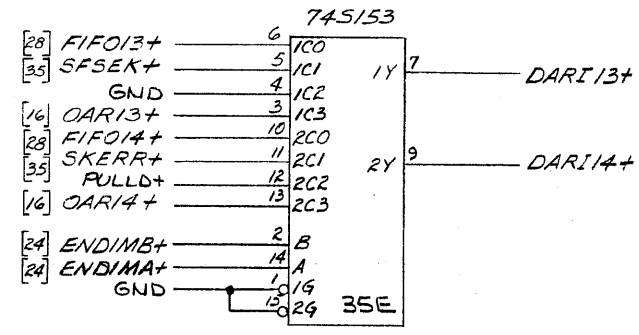 74S153
[28] FIFO13+ 6 1C0
[35] SFSEK+ 5 1C1 1Y 7 DARI13+
GND 4 1C2
[16] OAR13+ 3 1C3
[28] FIFO14+ 10 2C0
[35] SKERR+ 11 2C1 2Y 9 DARI14+
PULLD+ 12 2C2
[16] OAR14+ 13 2C3
[24] ENDIMB+ 2 B
[24] ENDIMA+ 14 A
GND 1 1G
15 2G 35E